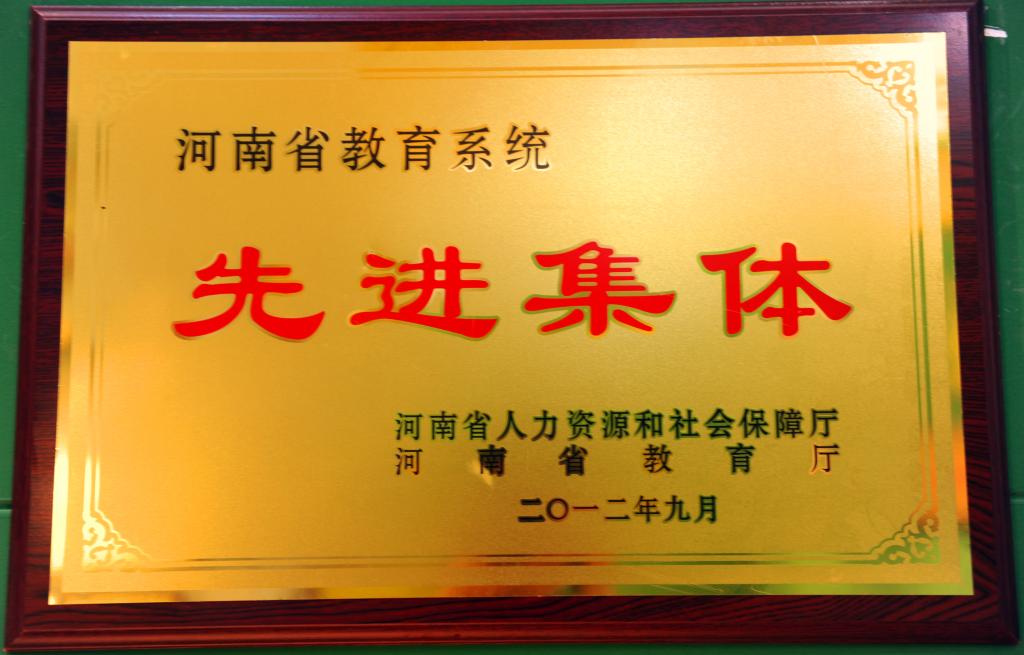 河南省教育系统
先进集体
河南省人力资源和社会保障厅
河南省教育厅
二〇一二年九月